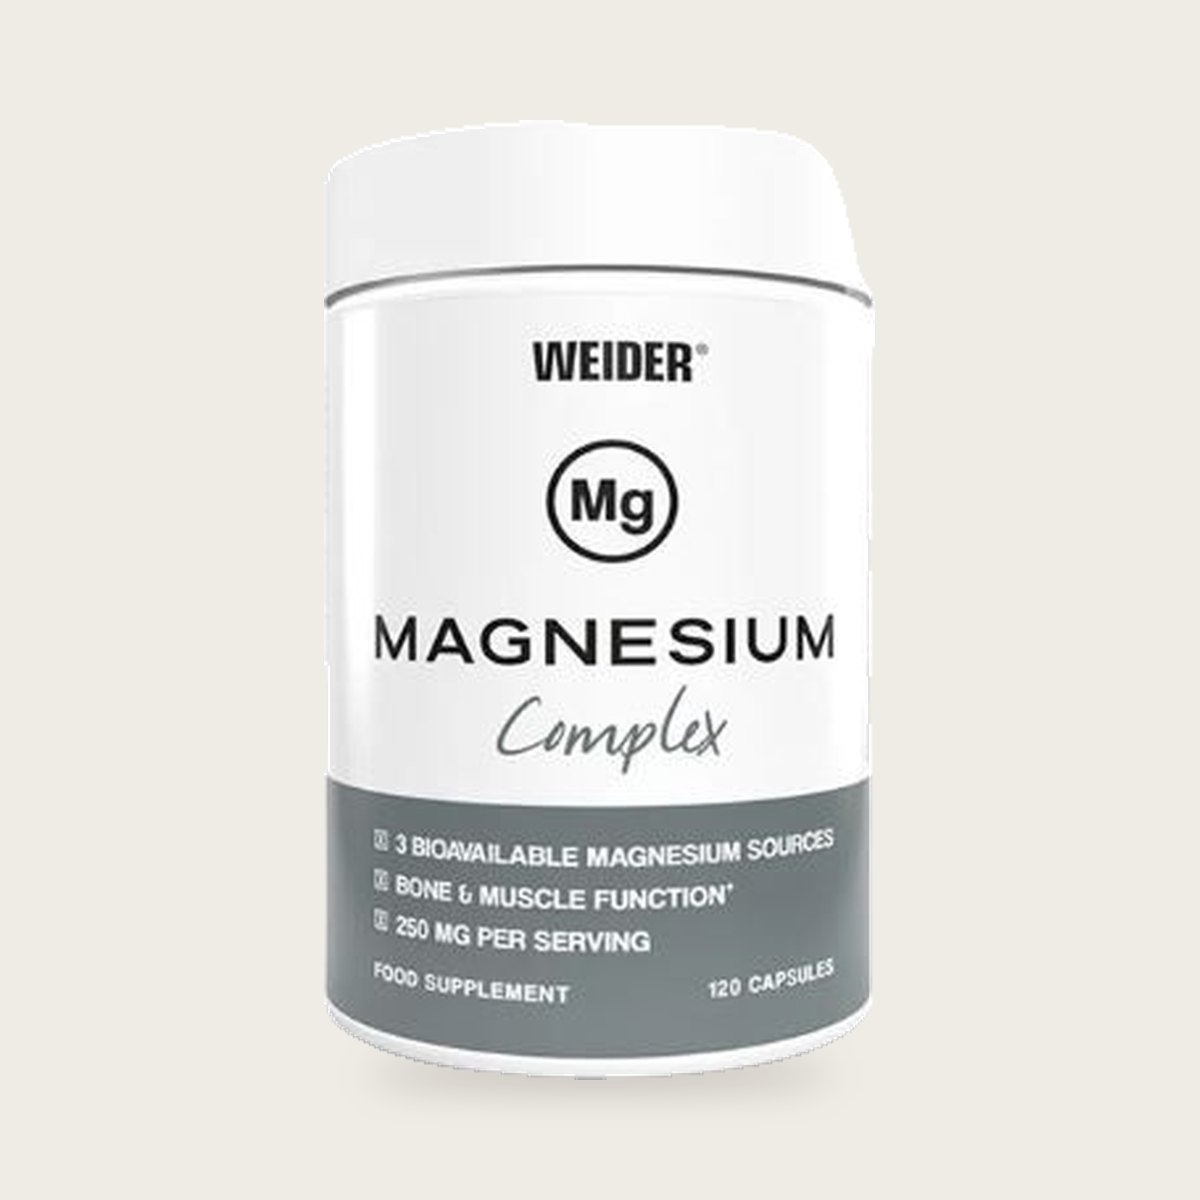 WEIDER®
Mg
MAGNESIUM
Complex
3 BIOAVAILABLE MAGNESIUM SOURCES
BONE & MUSCLE FUNCTION*
250 MG PER SERVING
FOOD SUPPLEMENT
120 CAPSULES